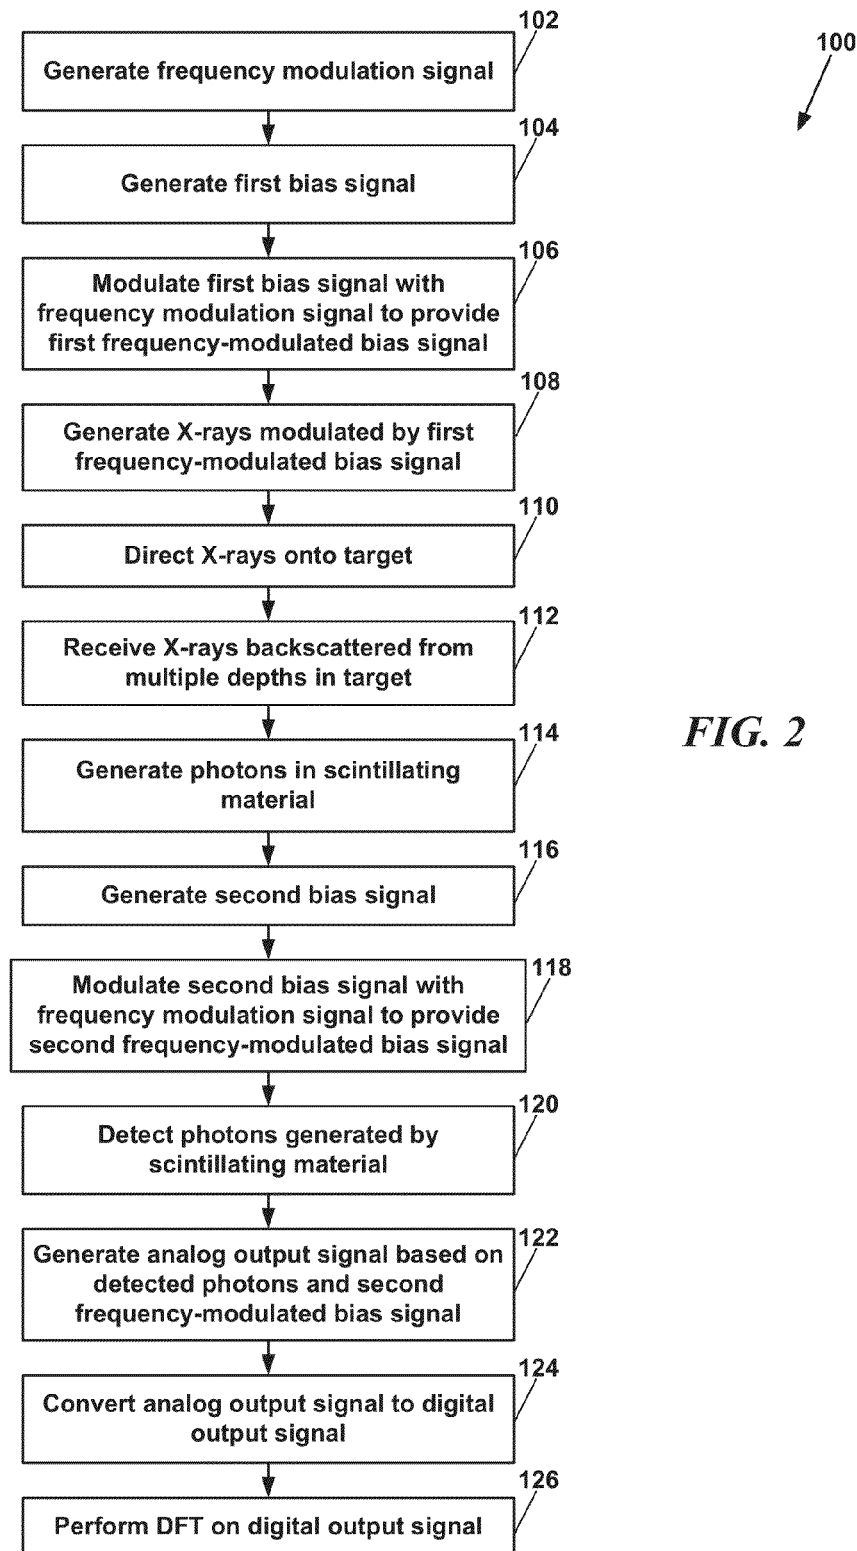 102
100
Generate frequency modulation signal
104
Generate first bias signal
106
Modulate first bias signal with
frequency modulation signal to provide
first frequency-modulated bias signal
108
Generate X-rays modulated by first
frequency-modulated bias signal
110
Direct X-rays onto target
112
Receive X-rays backscattered from
multiple depths in target
FIG. 2
114
Generate photons in scintillating
material
116
Generate second bias signal
118
Modulate second bias signal with
frequency modulation signal to provide
second frequency-modulated bias signal
120
Detect photons generated by
scintillating material
122
Generate analog output signal based on
detected photons and second
frequency-modulated bias signal
124
Convert analog output signal to digital
output signal
126
Perform DFT on digital output signal